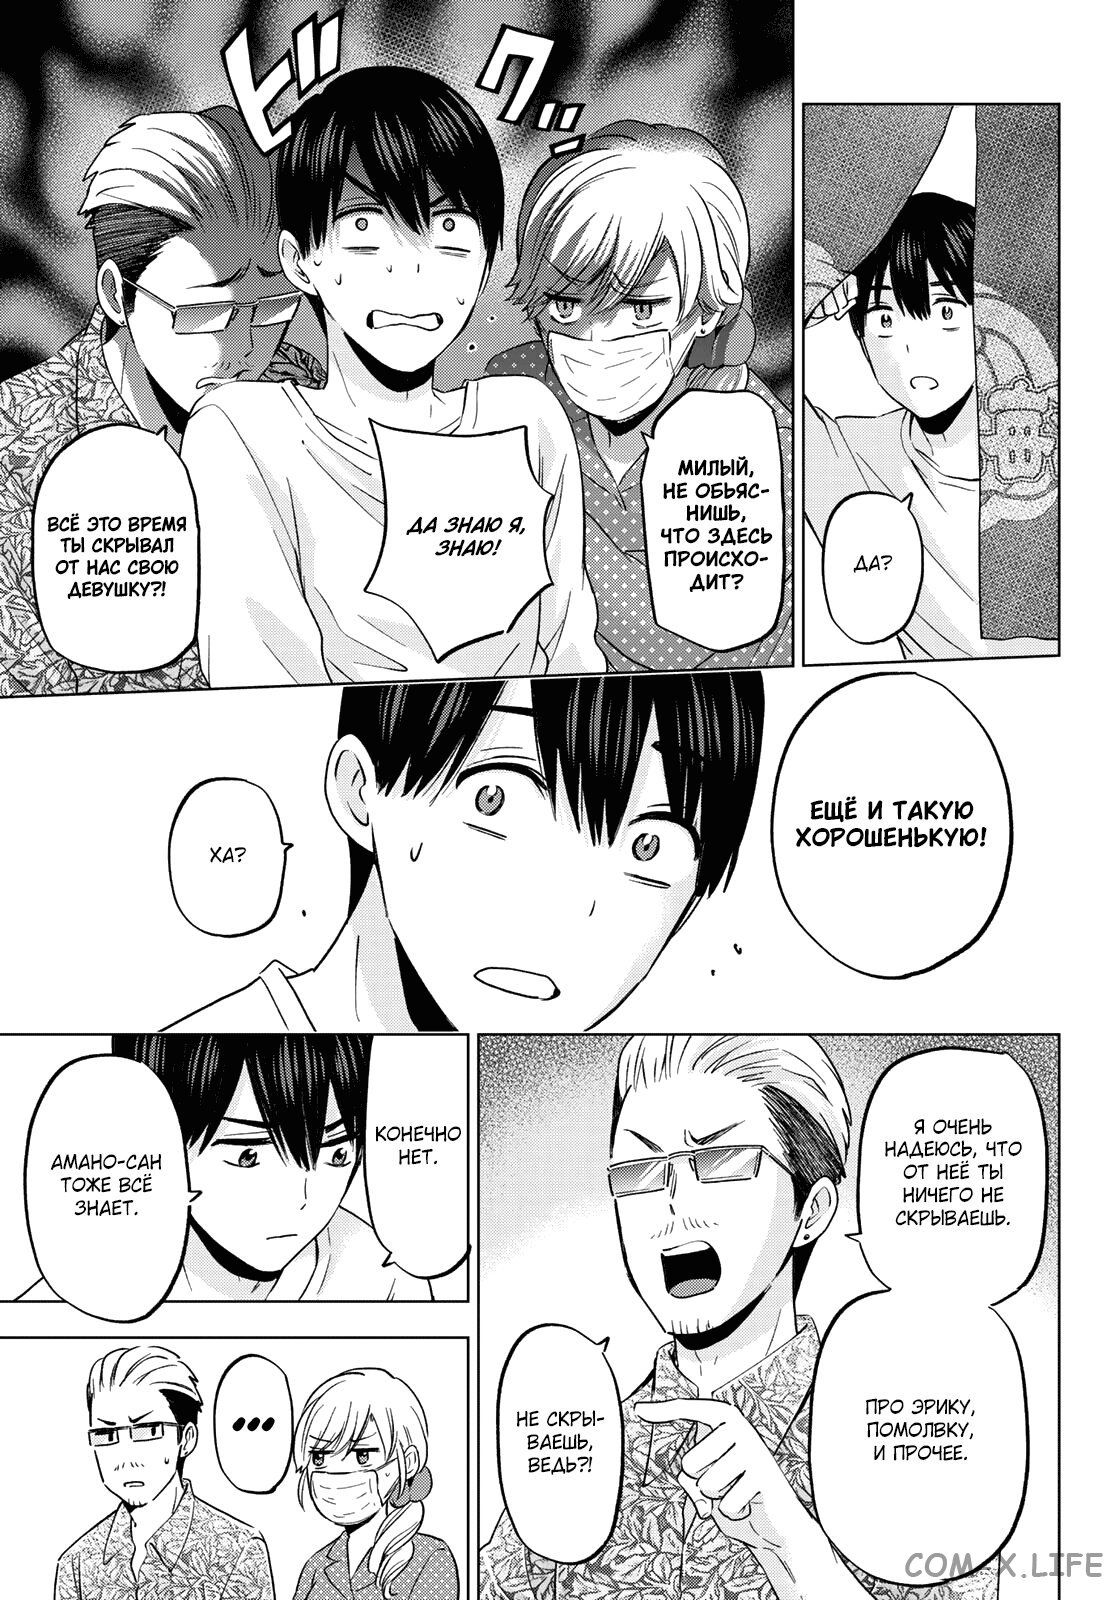 ДА?
ビクッ
МИЛЫЙ,
НЕ ОБЬЯС-
НИШЬ,
ЧТО ЗДЕСЬ
ПРОИСХО-
ДИТ?
ДА ЗНАЮ Я,
ЗНАЮ!
ВСЁ ЭТО ВРЕМЯ
ТЫ СКРЫВАЛ
ОТ НАС СВОЮ
ДЕВУШКУ?!
ЕЩЁ И ТАКУЮ
ХОРОШЕНЬКУЮ!
ХА?
Я ОЧЕНЬ
НАДЕЮСЬ, ЧТО
ОТ НЕЁ ТЫ
НИЧЕГО НЕ
СКРЫВАЕШЬ.
ПРО ЭРИКУ,
ПОМОЛВКУ,
И ПРОЧЕЕ.
НЕ СКРЫ-
ВАЕШЬ,
ВЕДЬ?!
КОНЕЧНО
НЕТ.
АМАНО-САН
ТОЖЕ ВСЁ
ЗНАЕТ.
...
COM-X.LIFE